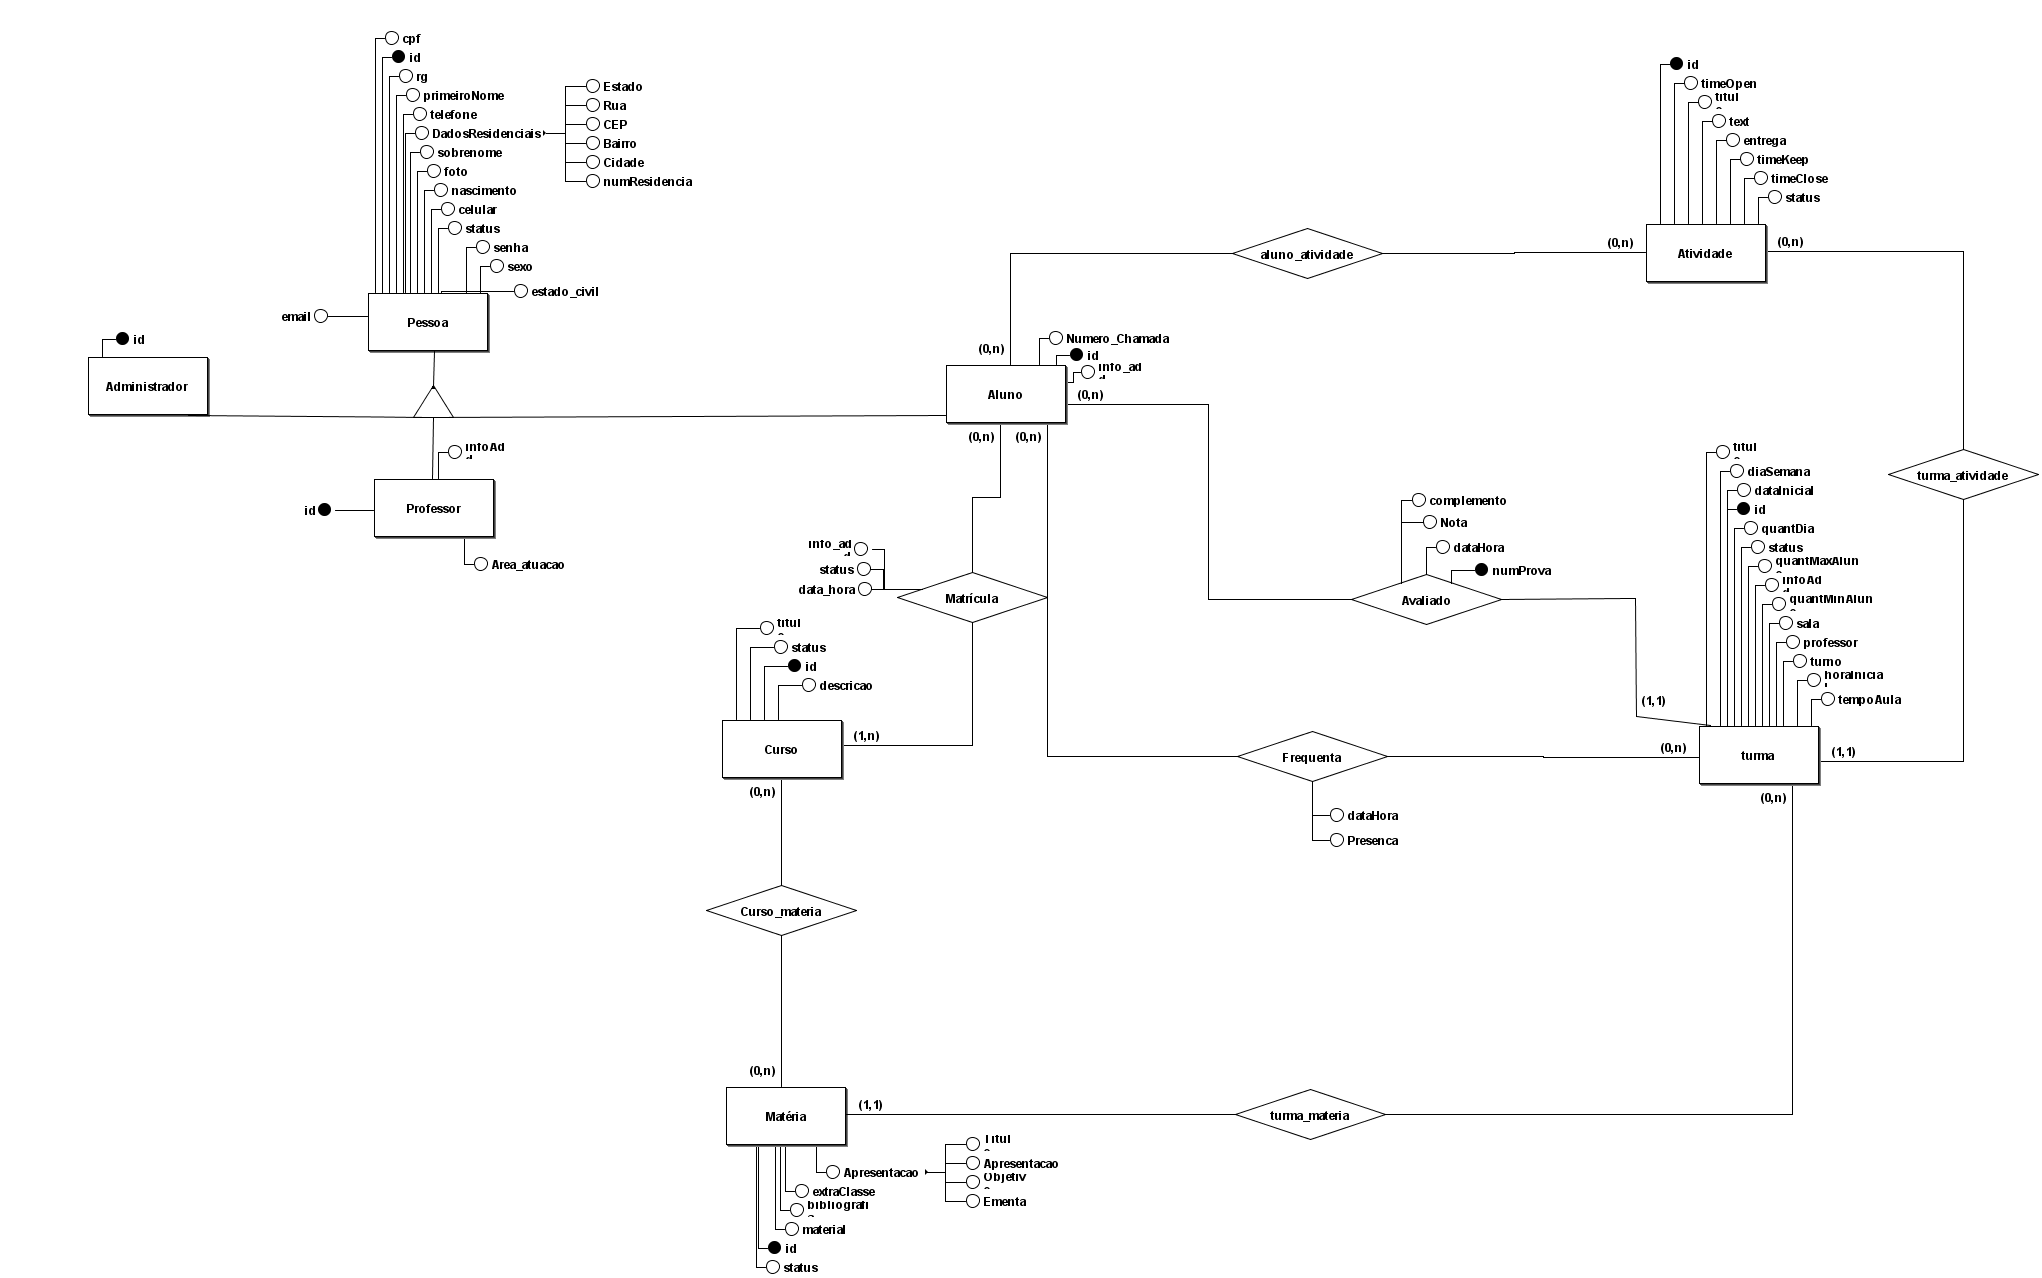 cpf
id
rg
primeiroNome
telefone
DadosResidenciais
sobrenome
foto
nascimento
celular
status
senha
sexo
estado_civil
email
Pessoa
Estado
Rua
CEP
Bairro
Cidade
numResidencia
id
Administrador
infoAd
d
id
Professor
Area_atuacao
id
timeOpen
titul
text
entrega
timeKeep
timeClose
status
Atividade
(0,n)
(0,n)
aluno_atividade
(0,n)
Numero_Chamada
id
info_ad
d
Aluno
(0,n)
(0,n)
(0,n)
turma_atividade
info_ad
d
status
data_hora
Matrícula
complemento
Nota
dataHora
numProva
Avaliado
(1,1)
titul
diaSemana
dataInicial
id
quantDia
status
quantMaxAlun
infoAd
d
quantMinAlun
sala
professor
turno
horaInicia
l
tempoAula
turma
(0,n)
(1,1)
(0,n)
titul
status
id
descricao
Curso
(1,n)
(0,n)
Frequenta
dataHora
Presenca
Curso_materia
(0,n)
Matéria
(1,1)
turma_materia
Apresentacao
Titul
Apresentacao
Objetiv
Ementa
extraClasse
bibliografi
material
id
status